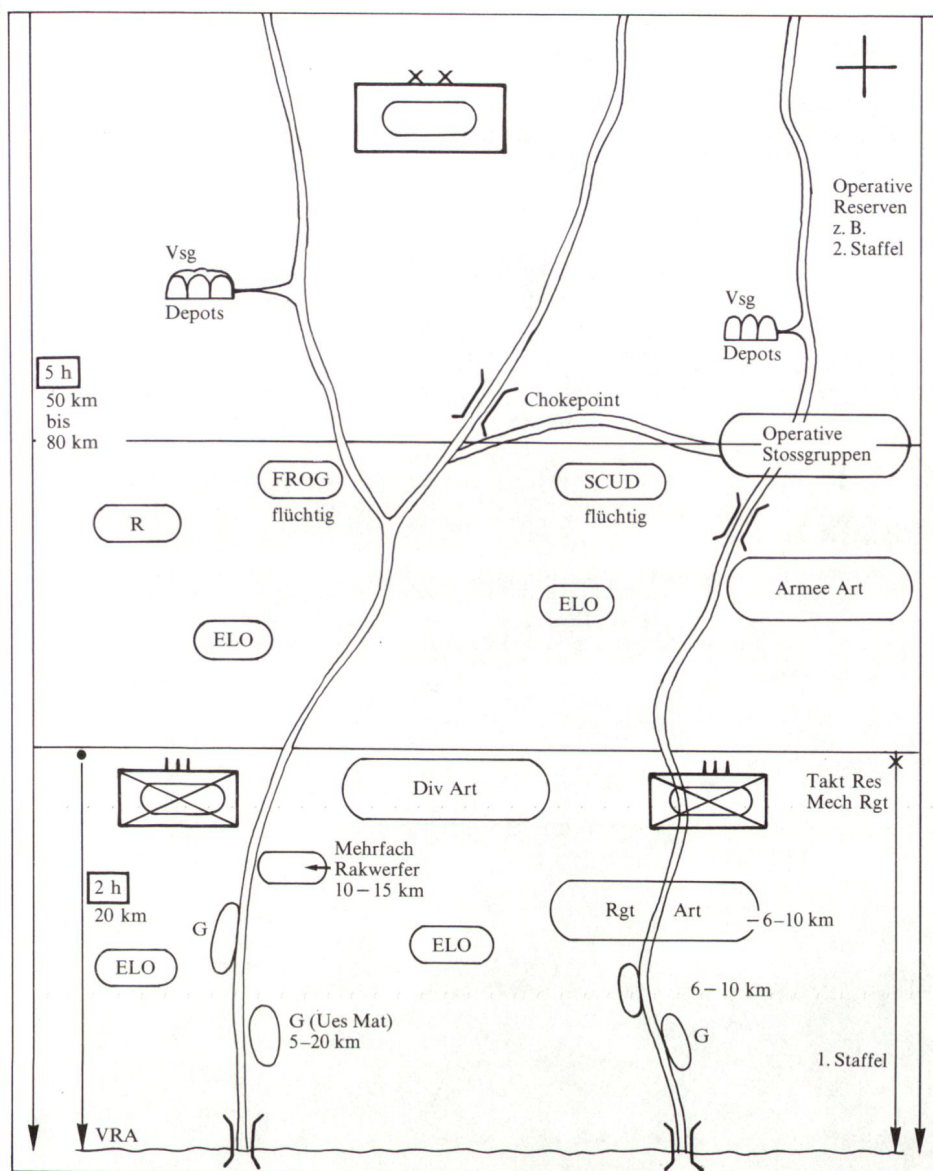 Operative
Reserven
z. B.
2. Staffel
Vsg
Depots
Vsg
Depots
5 h
50 km
bis
80 km
Chokepoint
Operative
Stossgruppen
FROG
flüchtig
SCUD
flüchtig
R
ELO
ELO
Armee Art
Div Art
Takt Res
Mech Rgt
Mehrfach
Rakwerfer
10–15 km
2 h
20 km
G
Rgt Art
–6–10 km
ELO
ELO
6–10 km
G (Ues Mat)
5–20 km
G
1. Staffel
VRA